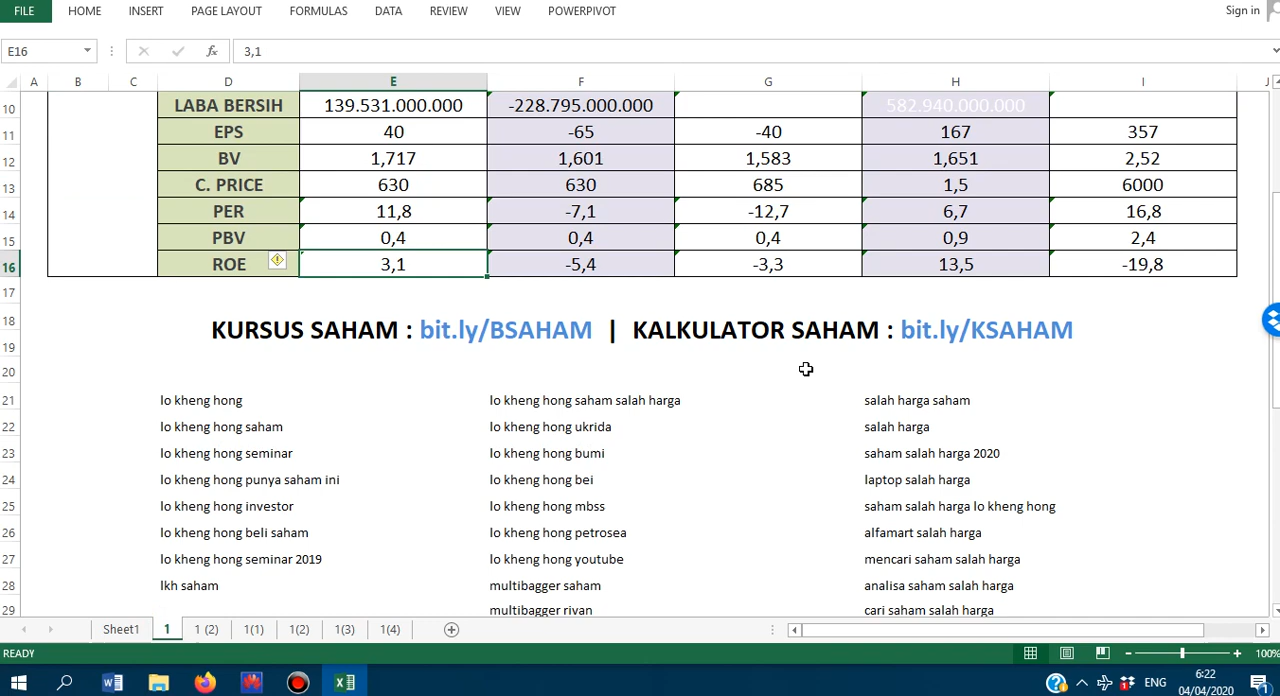 FILE HOME INSERT PAGE LAYOUT FORMULAS DATA REVIEW VIEW POWERPIVOT Sign in
E16 fx 3,1
A B C D E F G H I J
10 LABA BERSIH 139.531.000.000 -228.795.000.000 582.940.000.000
11 EPS 40 -65 -40 167 357
12 BV 1,717 1,601 1,583 1,651 2,52
13 C. PRICE 630 630 685 1,5 6000
14 PER 11,8 -7,1 -12,7 6,7 16,8
15 PBV 0,4 0,4 0,4 0,9 2,4
16 ROE 3,1 -5,4 -3,3 13,5 -19,8
17
18 KURSUS SAHAM : bit.ly/BSAHAM | KALKULATOR SAHAM : bit.ly/KSAHAM
19
20
21 lo kheng hong lo kheng hong saham salah harga salah harga saham
22 lo kheng hong saham lo kheng hong ukrida salah harga
23 lo kheng hong seminar lo kheng hong bumi saham salah harga 2020
24 lo kheng hong punya saham ini lo kheng hong bei laptop salah harga
25 lo kheng hong investor lo kheng hong mbss saham salah harga lo kheng hong
26 lo kheng hong beli saham lo kheng hong petrosea alfamart salah harga
27 lo kheng hong seminar 2019 lo kheng hong youtube mencari saham salah harga
28 lkh saham multibagger saham analisa saham salah harga
29 multibagger rivan cari saham salah harga
Sheet1 1 1 (2) 1(1) 1(2) 1(3) 1(4)
READY 100%
ENG 6:22
04/04/2020